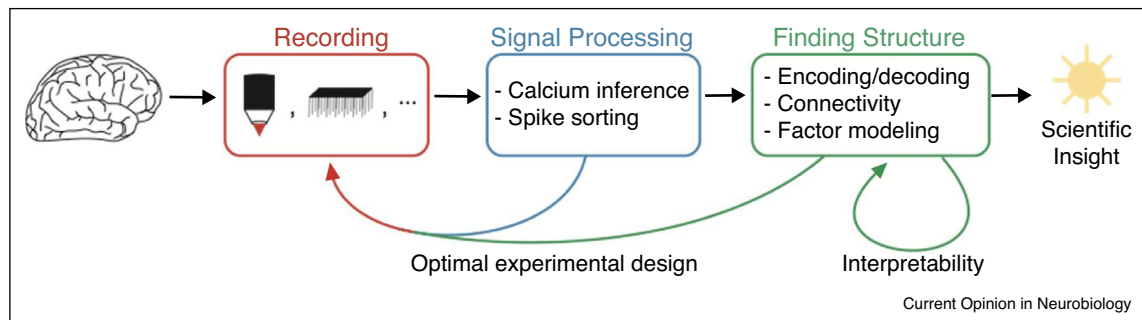 Recording
Signal Processing
Finding Structure
, , ...
- Calcium inference
- Spike sorting
- Encoding/decoding
- Connectivity
- Factor modeling
Scientific
Insight
Optimal experimental design
Interpretability
Current Opinion in Neurobiology